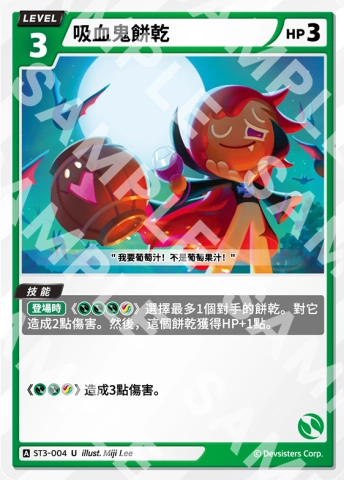 LEVEL
3
吸血鬼餅乾
HP 3
"我要葡萄汁！不是葡萄果汁！"
技能
登場時 《 》選擇最多1個對手的餅乾。對它
造成2點傷害。然後，這個餅乾獲得HP+1點。
《 》造成3點傷害。
A ST3-004 U illust. Miji Lee
© Devsisters Corp.
SAMPLE SAMPLE SAMPLE